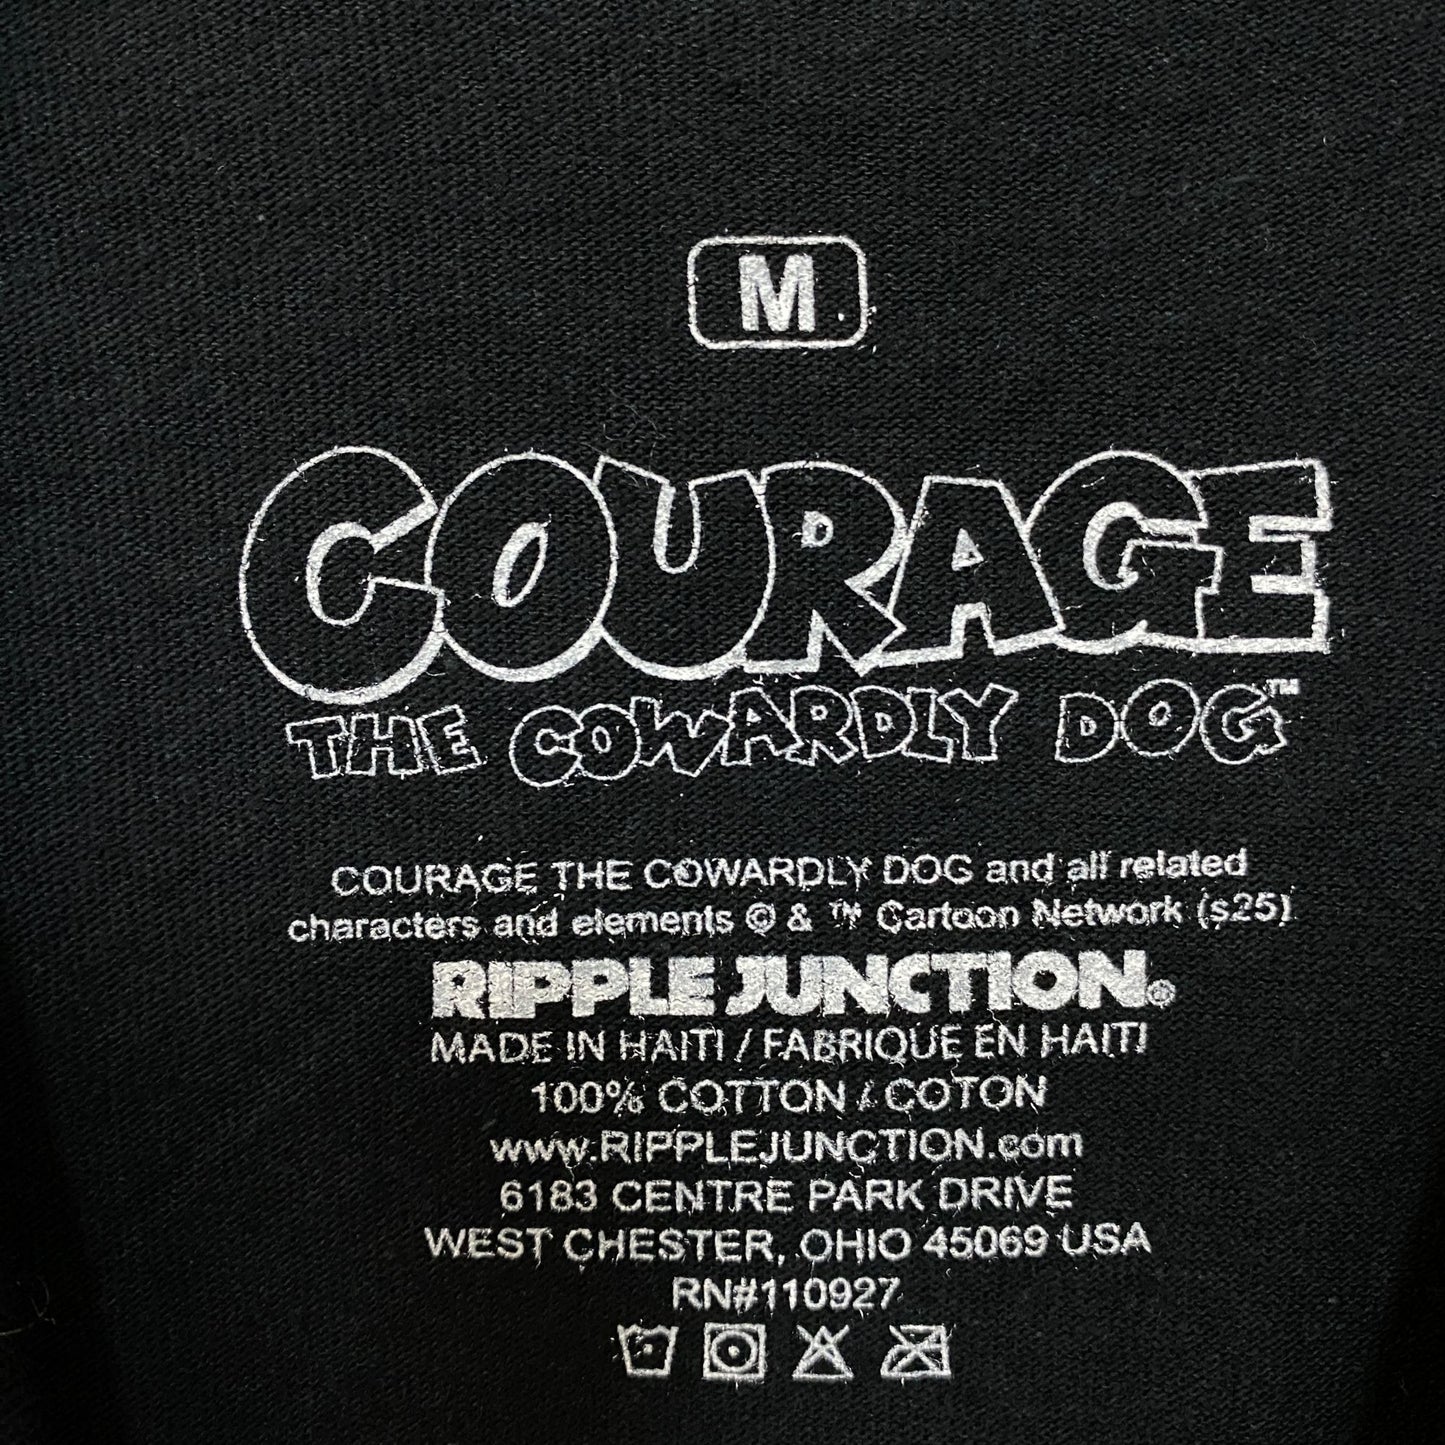 M
COURAGE
THE COWARDLY DOG™
COURAGE THE COWARDLY DOG and all related
characters and elements © & ™ Cartoon Network (s25)
RIPPLE JUNCTION®
MADE IN HAITI / FABRIQUE EN HAITI
100% COTTON / COTON
www.RIPPLEJUNCTION.com
6183 CENTRE PARK DRIVE
WEST CHESTER, OHIO 45069 USA
RN#110927